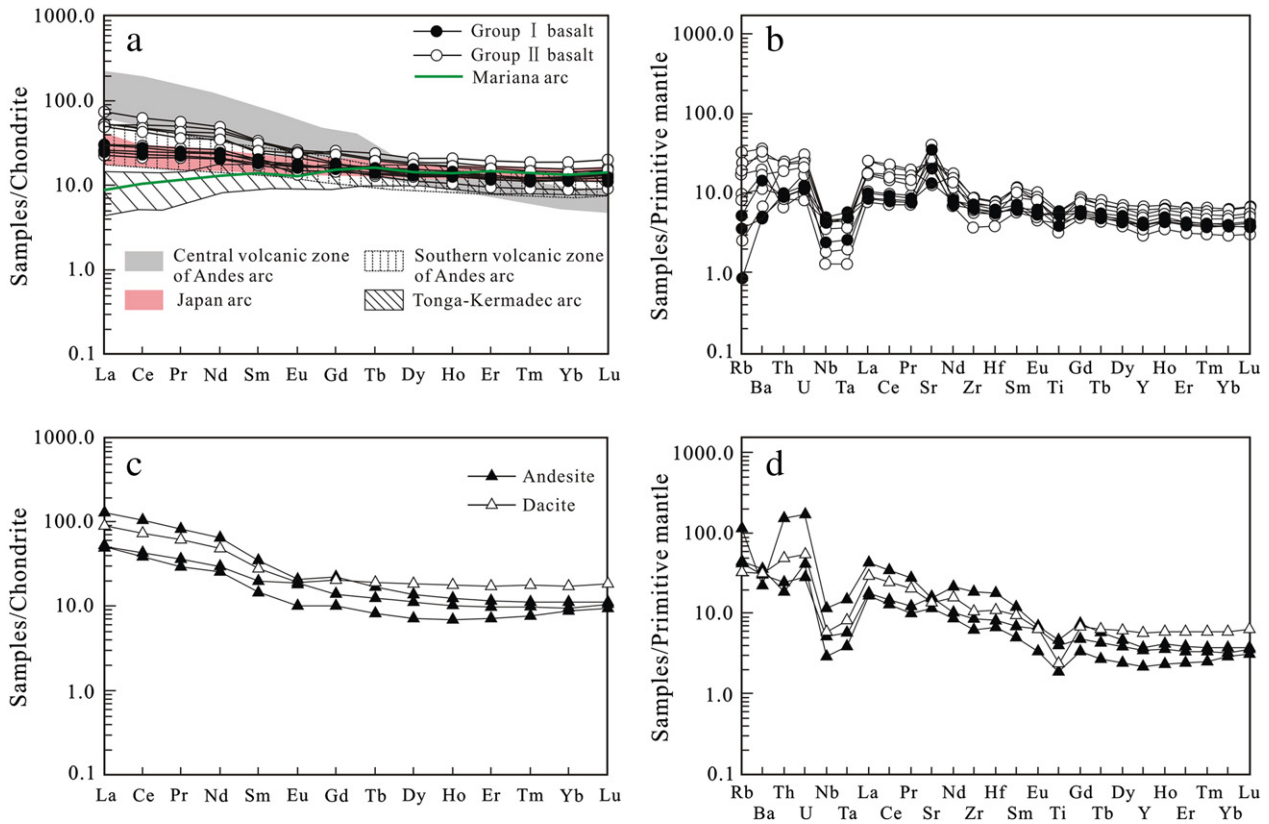 a
Samples/Chondrite
1000.0
100.0
10.0
1.0
0.1
Group Ⅰ basalt
Group Ⅱ basalt
Mariana arc
Central volcanic zone
of Andes arc
Southern volcanic zone
of Andes arc
Japan arc
Tonga-Kermadec arc
La Ce Pr Nd Sm Eu Gd Tb Dy Ho Er Tm Yb Lu
b
Samples/Primitive mantle
1000.0
100.0
10.0
1.0
0.1
Rb Th Nb La Pr Nd Hf Eu Gd Dy Ho Tm Lu
Ba U Ta Ce Sr Zr Sm Ti Tb Y Er Yb
c
Samples/Chondrite
1000.0
100.0
10.0
1.0
0.1
Andesite
Dacite
La Ce Pr Nd Sm Eu Gd Tb Dy Ho Er Tm Yb Lu
d
Samples/Primitive mantle
1000.0
100.0
10.0
1.0
0.1
Rb Th Nb La Pr Nd Hf Eu Gd Dy Ho Tm Lu
Ba U Ta Ce Sr Zr Sm Ti Tb Y Er Yb